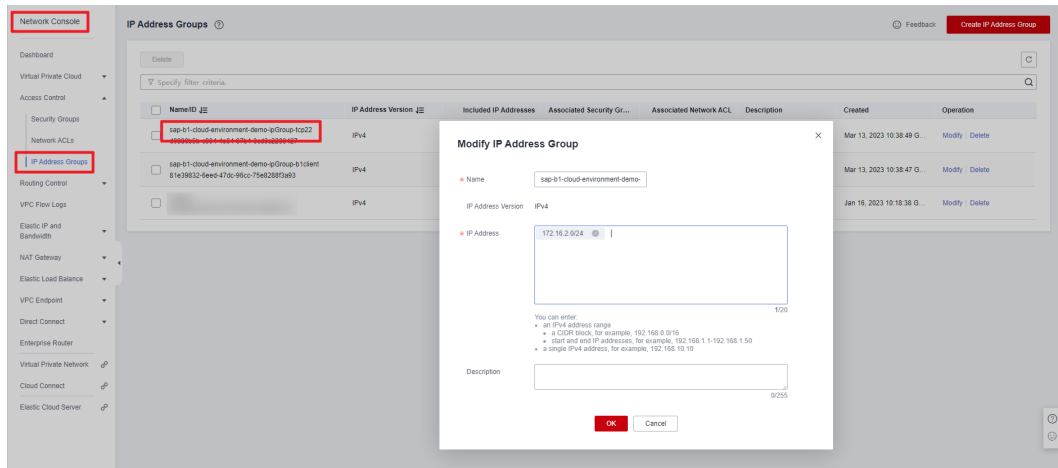 Network Console
IP Address Groups
Feedback
Create IP Address Group
Dashboard
Virtual Private Cloud
Access Control
Security Groups
Network ACLs
IP Address Groups
Routing Control
VPC Flow Logs
Elastic IP and
Bandwidth
NAT Gateway
Elastic Load Balance
VPC Endpoint
Direct Connect
Enterprise Router
Virtual Private Network
Cloud Connect
Elastic Cloud Server
Delete
Specify filter criteria.
Name/ID IP Address Version Included IP Addresses Associated Security Gr... Associated Network ACL Description Created Operation
sap-b1-cloud-environment-demo-ipGroup-tcp22
IPv4 Mar 13, 2023 10:38:49 G... Modify Delete
sap-b1-cloud-environment-demo-ipGroup-b1client
81e39832-6eed-47dc-96cc-75e8288f3a93
IPv4 Mar 13, 2023 10:38:47 G... Modify Delete
IPv4 Jan 16, 2023 10:18:38 G... Modify Delete
Modify IP Address Group
Name sap-b1-cloud-environment-demo-
IP Address Version IPv4
IP Address 172.16.2.0/24
1/20
You can enter:
an IPv4 address range
a CIDR block, for example, 192.168.0.0/16
start and end IP addresses, for example, 192.168.1.1-192.168.1.50
a single IPv4 address, for example, 192.168.10.10
Description
0/255
OK Cancel